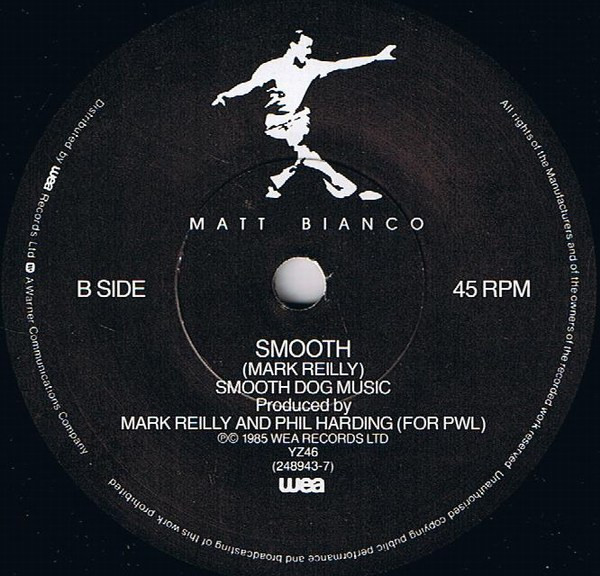 MATT BIANCO
B SIDE
45 RPM
SMOOTH
(MARK REILLY)
SMOOTH DOG MUSIC
Produced by
MARK REILLY AND PHIL HARDING (FOR PWL)
℗© 1985 WEA RECORDS LTD
YZ46
(248943-7)
wea
All rights of the Manufacturers and of the owners of the recorded work reserved Unauthorised copying public performance and broadcasting of this work prohibited
Distributed by wea Records Ltd W A Warner Communications Company